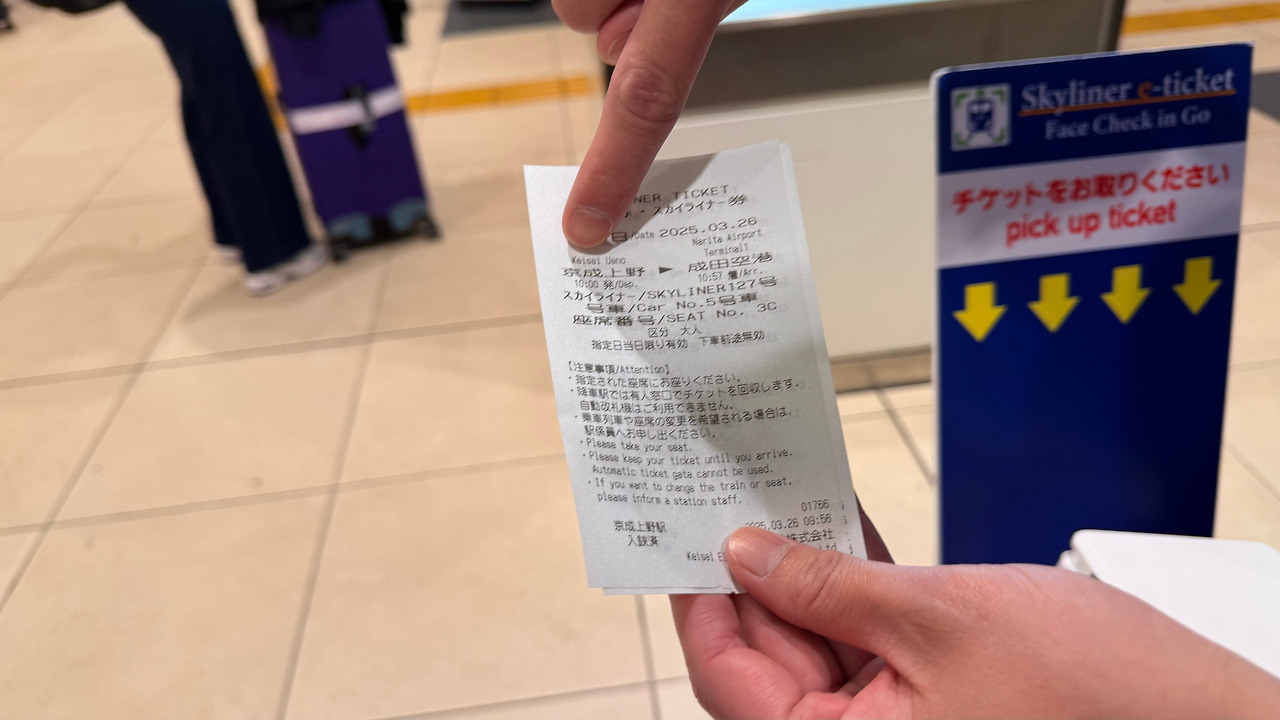 NER TICKET
・スカイライナー券
日/Date 2025.03.26
Keisei Ueno
Narita Airport
Terminal1
京成上野 ► 成田空港
10:00 発/Dep. 10:57 着/Arr.
スカイライナー/SKYLINER127号
号車/Car No.5号車
座席番号/SEAT No. 3C
区分 大人
指定日当日限り有効 下車前途無効
【注意事項/Attention】
・指定された座席にお座りください。
・降車駅では有人窓口でチケットを回収します。
自動改札機はご利用できません。
・乗車列車や座席の変更を希望される場合は、
駅係員へお申し出ください。
・Please take your seat.
・Please keep your ticket until you arrive.
Automatic ticket gate cannot be used.
・If you want to change the train or seat,
please inform a station staff.
01766
京成上野駅 2025.03.26 09:58
入鋏済 株式会社
Keisei E
Skyliner e-ticket
Face Check in Go
チケットをお取りください
pick up ticket